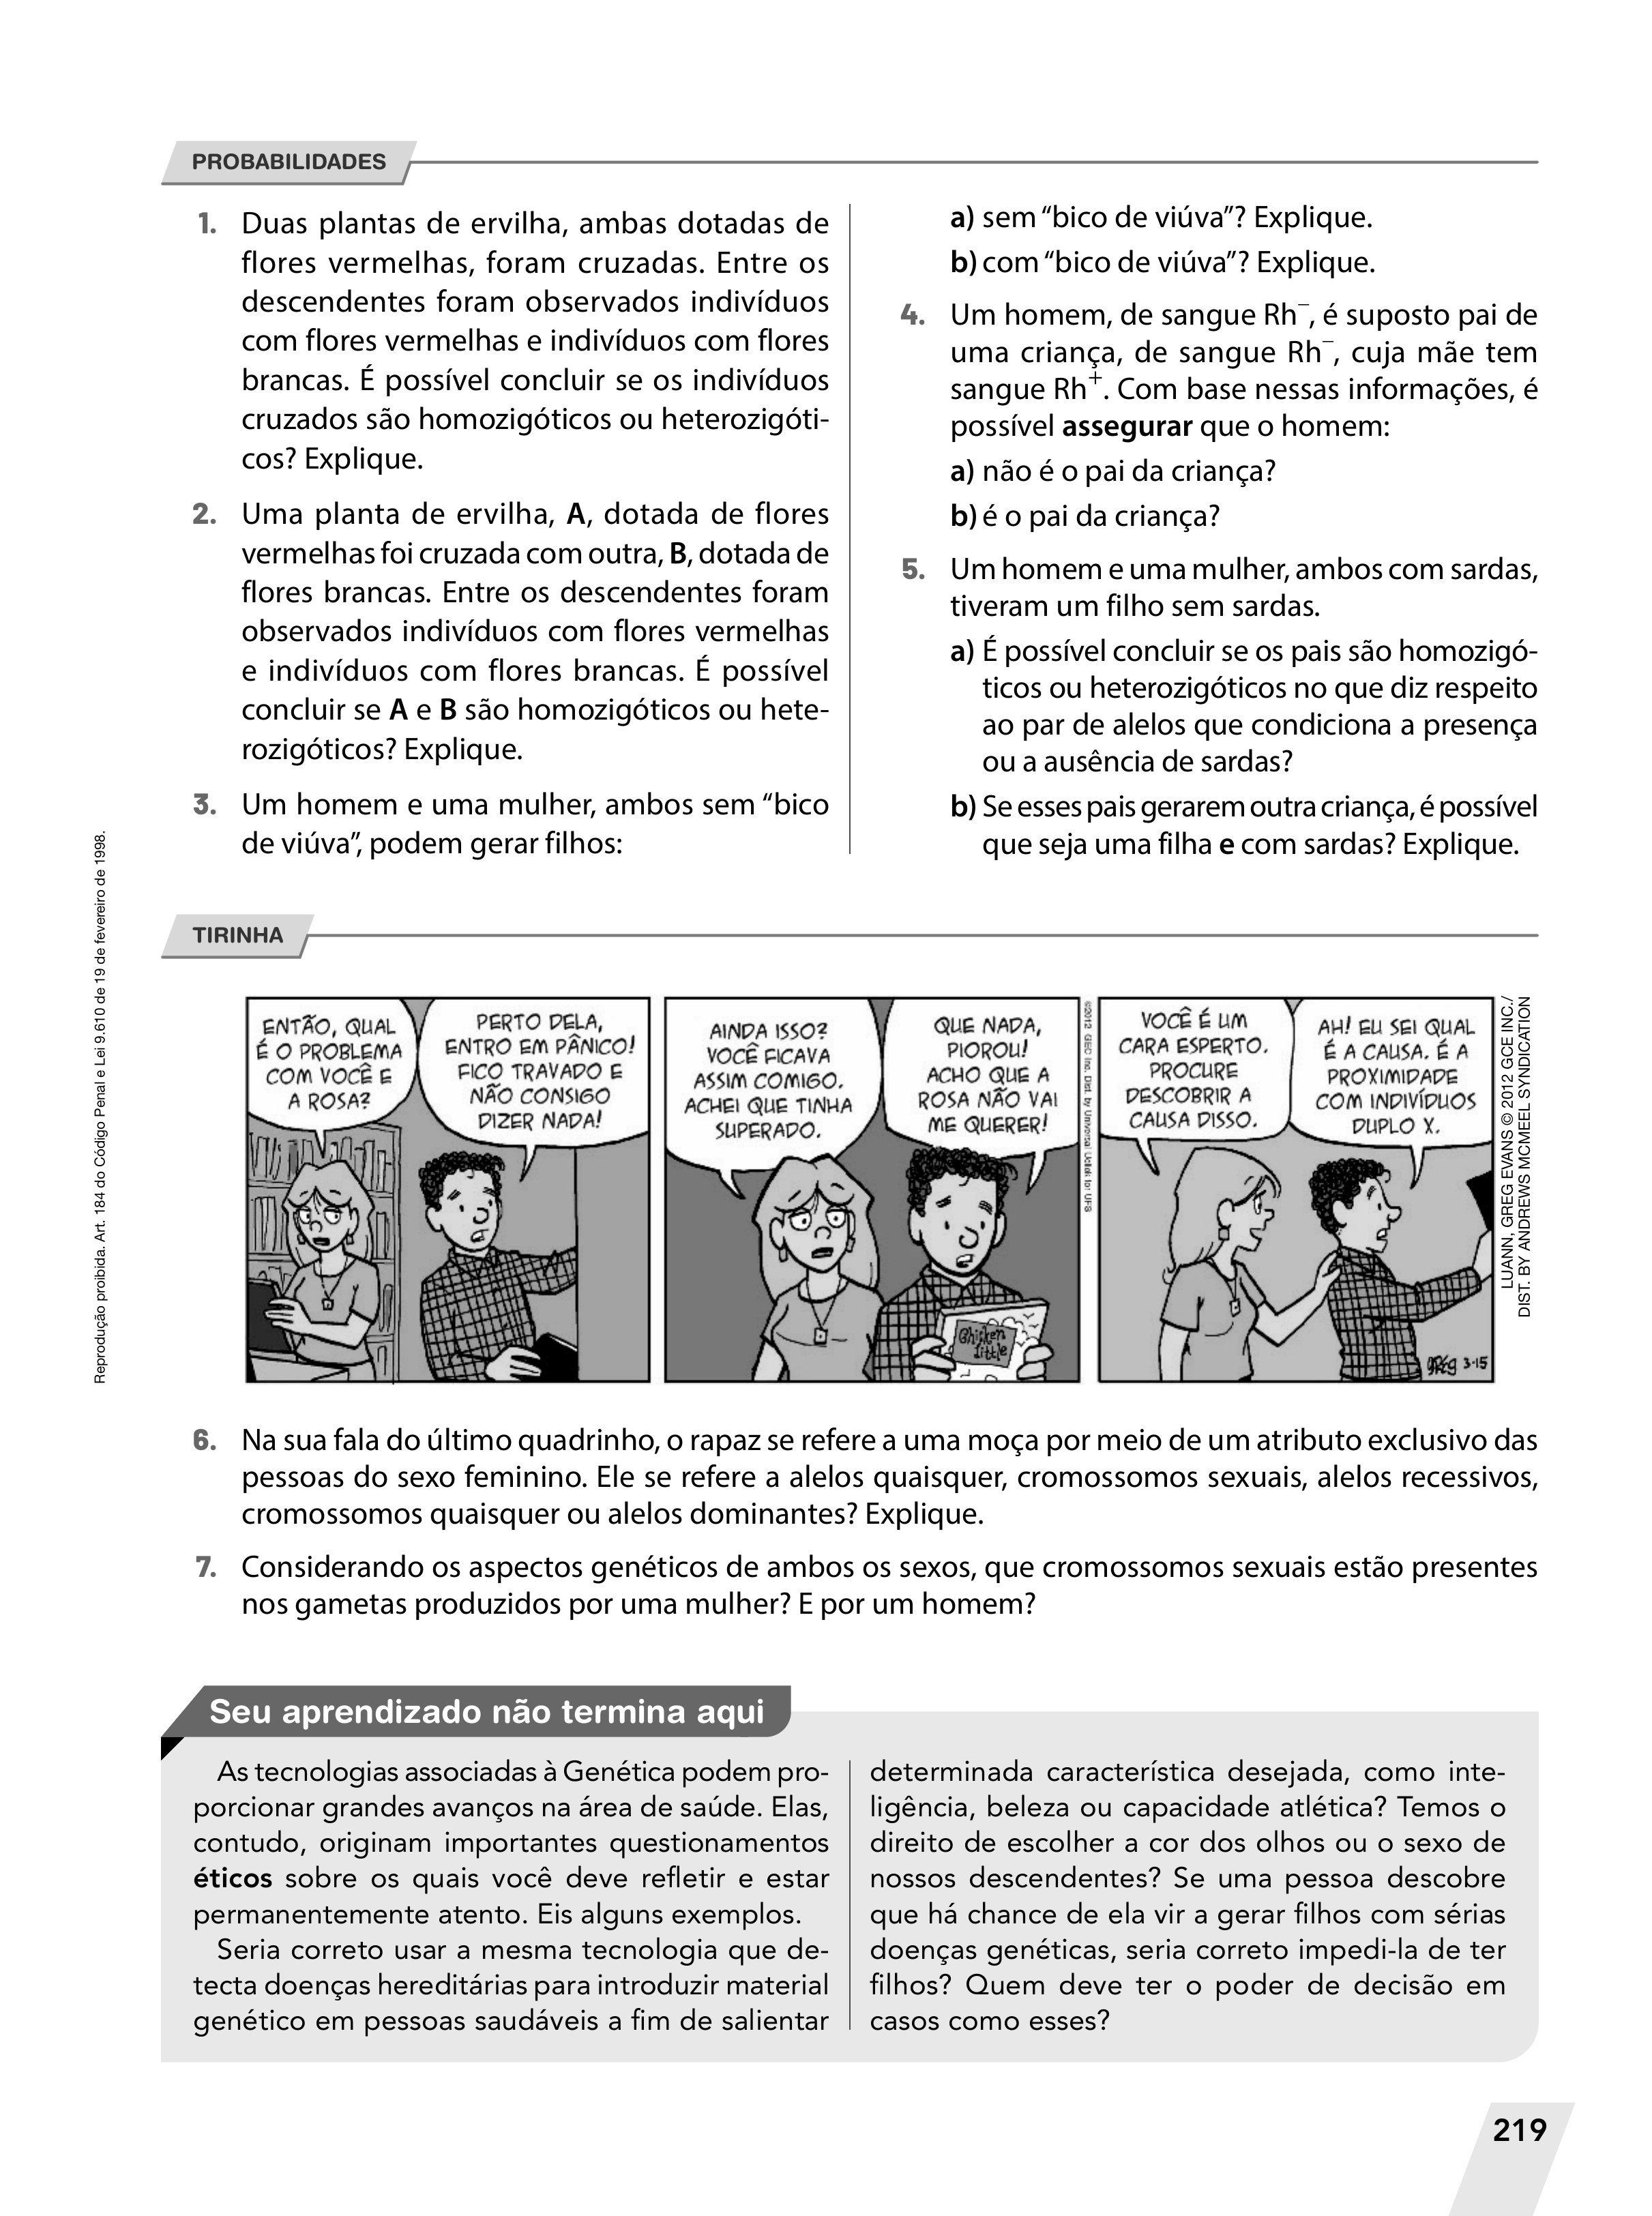 PROBABILIDADES
1. Duas plantas de ervilha, ambas dotadas de
flores vermelhas, foram cruzadas. Entre os
descendentes foram observados indivíduos
com flores vermelhas e indivíduos com flores
brancas. É possível concluir se os indivíduos
cruzados são homozigóticos ou heterozigóti-
cos? Explique.
2. Uma planta de ervilha, A, dotada de flores
vermelhas foi cruzada com outra, B, dotada de
flores brancas. Entre os descendentes foram
observados indivíduos com flores vermelhas
e indivíduos com flores brancas. É possível
concluir se A e B são homozigóticos ou hete-
rozigóticos? Explique.
3. Um homem e uma mulher, ambos sem “bico
de viúva”, podem gerar filhos:
a) sem “bico de viúva”? Explique.
b) com “bico de viúva”? Explique.
4. Um homem, de sangue Rh⁻, é suposto pai de
uma criança, de sangue Rh⁻, cuja mãe tem
sangue Rh⁺. Com base nessas informações, é
possível assegurar que o homem:
a) não é o pai da criança?
b) é o pai da criança?
5. Um homem e uma mulher, ambos com sardas,
tiveram um filho sem sardas.
a) É possível concluir se os pais são homozigó-
ticos ou heterozigóticos no que diz respeito
ao par de alelos que condiciona a presença
ou a ausência de sardas?
b) Se esses pais gerarem outra criança, é possível
que seja uma filha e com sardas? Explique.
Reprodução proibida. Art. 184 do Código Penal e Lei 9.610 de 19 de fevereiro de 1998.
TIRINHA
ENTÃO, QUAL
É O PROBLEMA
COM VOCÊ E
A ROSA?
PERTO DELA,
ENTRO EM PÂNICO!
FICO TRAVADO E
NÃO CONSIGO
DIZER NADA!
AINDA ISSO?
VOCÊ FICAVA
ASSIM COMIGO.
ACHEI QUE TINHA
SUPERADO.
QUE NADA,
PIOROU!
ACHO QUE A
ROSA NÃO VAI
ME QUERER!
Chicken
Little
©2012 GEC Inc. Dist. by Universal Uclick for UFS
VOCÊ É UM
CARA ESPERTO.
PROCURE
DESCOBRIR A
CAUSA DISSO.
AH! EU SEI QUAL
É A CAUSA. É A
PROXIMIDADE
COM INDIVÍDUOS
DUPLO X.
GREG 3-15
LUANN, GREG EVANS © 2012 GCE INC./
DIST. BY ANDREWS MCMEEL SYNDICATION
6. Na sua fala do último quadrinho, o rapaz se refere a uma moça por meio de um atributo exclusivo das
pessoas do sexo feminino. Ele se refere a alelos quaisquer, cromossomos sexuais, alelos recessivos,
cromossomos quaisquer ou alelos dominantes? Explique.
7. Considerando os aspectos genéticos de ambos os sexos, que cromossomos sexuais estão presentes
nos gametas produzidos por uma mulher? E por um homem?
Seu aprendizado não termina aqui
As tecnologias associadas à Genética podem pro-
porcionar grandes avanços na área de saúde. Elas,
contudo, originam importantes questionamentos
éticos sobre os quais você deve refletir e estar
permanentemente atento. Eis alguns exemplos.
Seria correto usar a mesma tecnologia que de-
tecta doenças hereditárias para introduzir material
genético em pessoas saudáveis a fim de salientar
determinada característica desejada, como inte-
ligência, beleza ou capacidade atlética? Temos o
direito de escolher a cor dos olhos ou o sexo de
nossos descendentes? Se uma pessoa descobre
que há chance de ela vir a gerar filhos com sérias
doenças genéticas, seria correto impedi-la de ter
filhos? Quem deve ter o poder de decisão em
casos como esses?
219